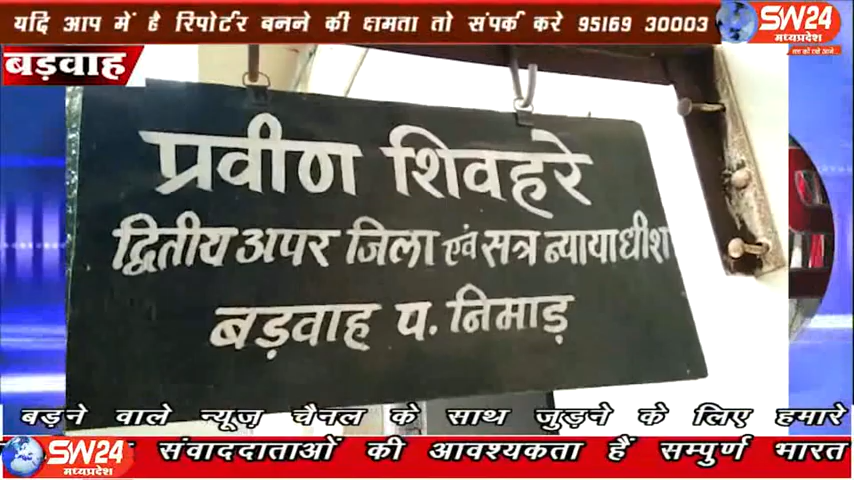 यदि आप में है रिपोर्टर बनने की क्षमता तो संपर्क करे 95169 30003
SW24
मध्यप्रदेश
बड़वाह
प्रवीण शिवहरे
द्वितीय अपर जिला एवं सत्र न्यायाधीश
बड़वाह प. निमाड़
बड़ने वाले न्यूज़ चैनल के साथ जुड़ने के लिए हमारे
SW24
मध्यप्रदेश
संवाददाताओं की आवश्यकता हैं सम्पुर्ण भारत